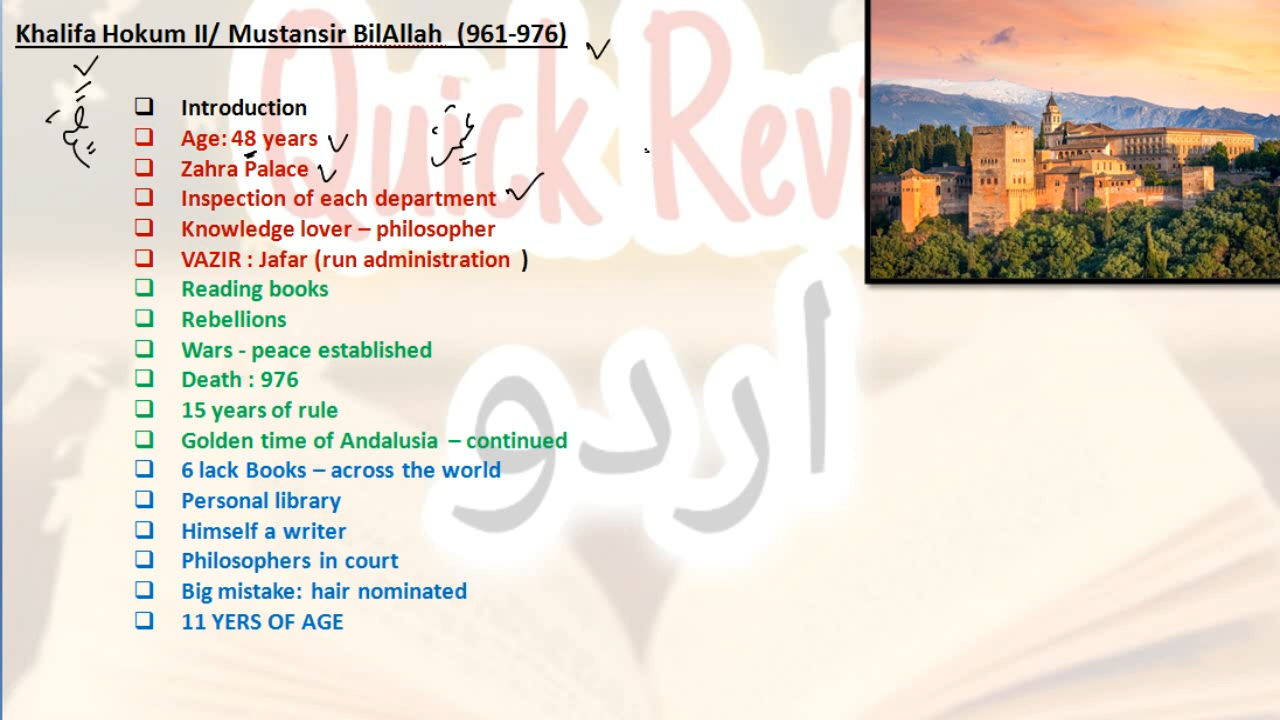 Khalifa Hokum II/ Mustansir BilAllah (961-976)
Introduction
Age: 48 years
Zahra Palace
Inspection of each department
Knowledge lover – philosopher
VAZIR : Jafar (run administration )
Reading books
Rebellions
Wars - peace established
Death : 976
15 years of rule
Golden time of Andalusia – continued
6 lack Books – across the world
Personal library
Himself a writer
Philosophers in court
Big mistake: hair nominated
11 YERS OF AGE
Quick Rev
اردو